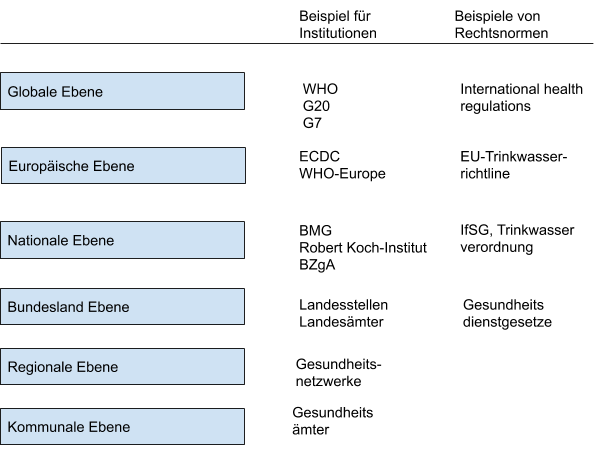 Beispiel für
Institutionen
Beispiele von
Rechtsnormen
Globale Ebene
WHO
G20
G7
International health
regulations
Europäische Ebene
ECDC
WHO-Europe
EU-Trinkwasser-
richtline
Nationale Ebene
BMG
Robert Koch-Institut
BZgA
IfSG, Trinkwasser
verordnung
Bundesland Ebene
Landesstellen
Landesämter
Gesundheits
dienstgesetze
Regionale Ebene
Gesundheits-
netzwerke
Kommunale Ebene
Gesundheits
ämter